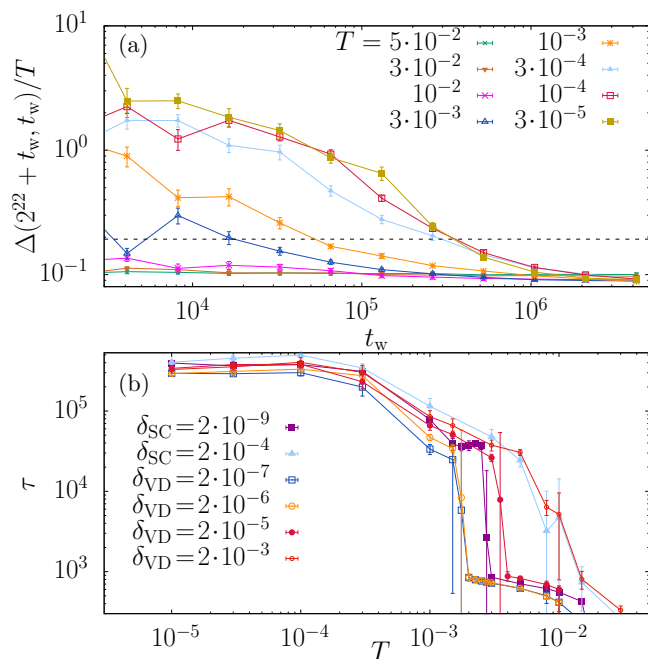 (a)
T = 5·10⁻²
3·10⁻²
10⁻²
3·10⁻³
10⁻³
3·10⁻⁴
10⁻⁴
3·10⁻⁵
Δ(2²² + t_w, t_w)/T
10¹
10⁰
10⁻¹
10⁴
10⁵
10⁶
t_w
(b)
δ_SC = 2·10⁻⁹
δ_SC = 2·10⁻⁴
δ_VD = 2·10⁻⁷
δ_VD = 2·10⁻⁶
δ_VD = 2·10⁻⁵
δ_VD = 2·10⁻³
τ
10⁵
10⁴
10³
10⁻⁵
10⁻⁴
10⁻³
10⁻²
T